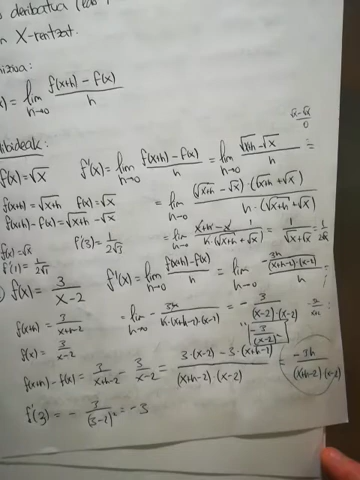 deribatua
X-rentzat.
= lim h→0 f(x+h) - f(x) / h
f(x) = √x
f'(x) = lim h→0 f(x+h) - f(x) / h = lim h→0 √x+h - √x / h =
f(x+h) = √x+h f(x) = √x
= lim h→0 (√x+h - √x) · (√x+h + √x) / h · (√x+h + √x)
f(x+h) - f(x) = √x+h - √x
f'(3) = 1 / 2√3
= lim h→0 x+h - x / h · (√x+h + √x) = 1 / √x + √x = 1 / 2√x
f(x) = √x
f'(x) = 1 / 2√x
f(x) = 3 / x-2
f'(x) = lim h→0 f(x+h) - f(x) / h = lim h→0 -3h / (x+h-2)·(x-2) / h =
f(x+h) = 3 / x+h-2
= lim h→0 -3h / h·(x+h-2)·(x-2) = - 3 / (x-2)·(x-2)
f(x) = 3 / x-2
-3 / (x-2)²
f(x+h) - f(x) = 3 / x+h-2 - 3 / x-2 = 3·(x-2) - 3·(x+h-2) / (x+h-2)·(x-2) = -3h / (x+h-2)·(x-2)
f'(3) = - 3 / (3-2)² = -3